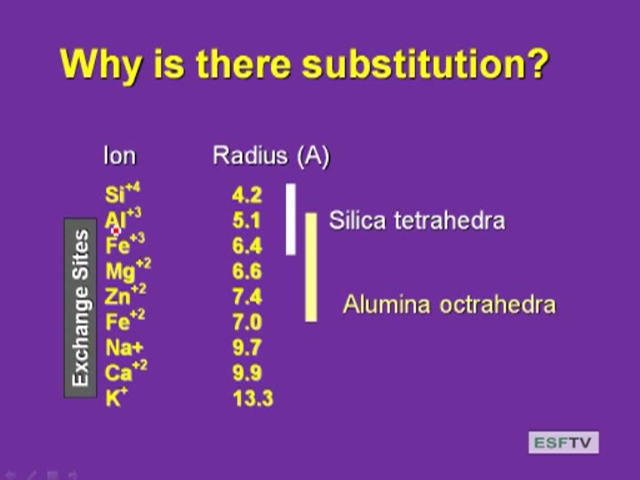 Why is there substitution?
Ion Radius (A)
Si+4 4.2
Al+3 5.1
Silica tetrahedra
Fe+3 6.4
Mg+2 6.6
Zn+2 7.4
Alumina octrahedra
Fe+2 7.0
Na+ 9.7
Ca+2 9.9
K+ 13.3
Exchange Sites
ESFTV